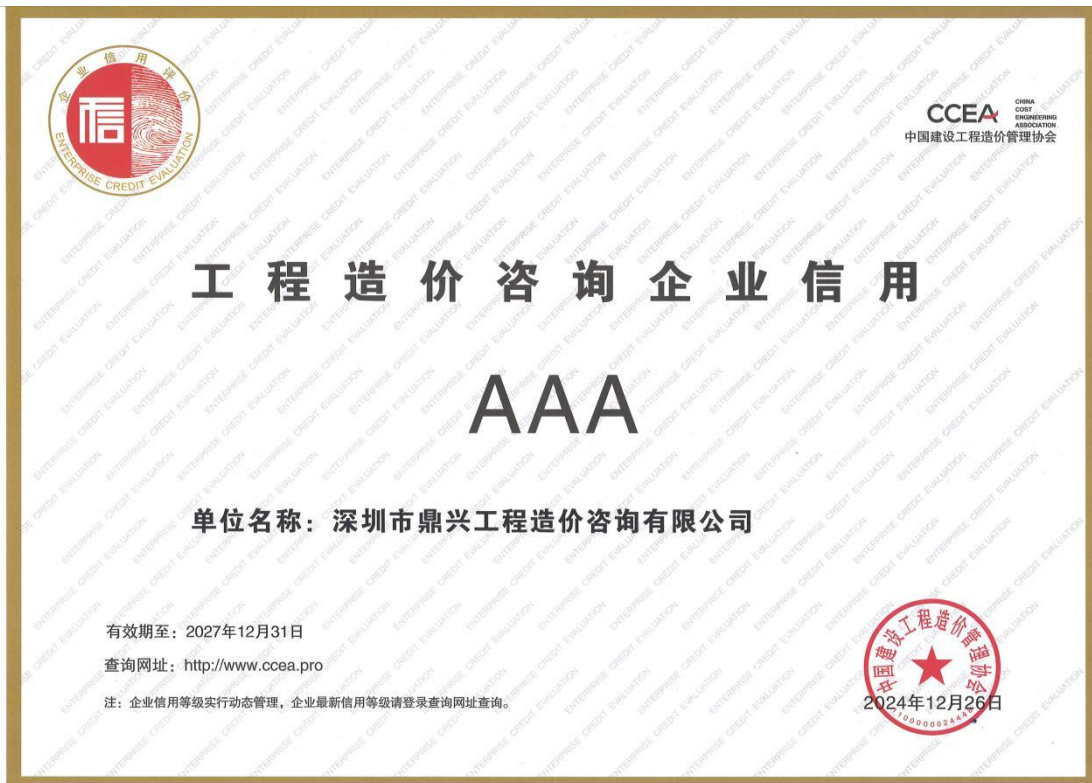 企业信用评价
ENTERPRISE CREDIT EVALUATION
信
CCEA
CHINA
COST
ENGINEERING
ASSOCIATION
中国建设工程造价管理协会
工程造价咨询企业信用
AAA
单位名称：深圳市鼎兴工程造价咨询有限公司
有效期至：2027年12月31日
查询网址：http://www.ccea.pro
注：企业信用等级实行动态管理，企业最新信用等级请登录查询网址查询。
中国建设工程造价管理协会
2024年12月26日
ENTERPRISE CREDIT EVALUATION